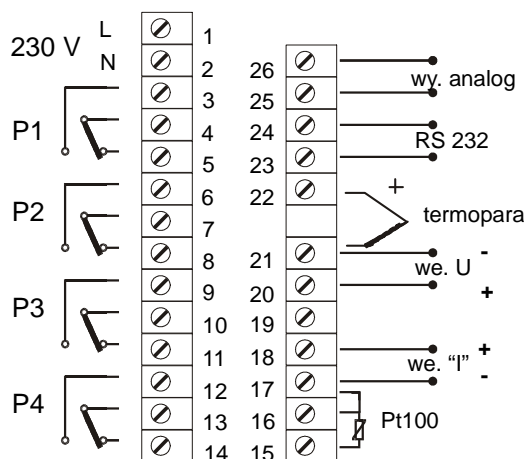 230 V
L
N
P1
P2
P3
P4
1
2
3
4
5
6
7
8
9
10
11
12
13
14
26
25
24
23
22
21
20
19
18
17
16
15
wy. analog
RS 232
+
termopara
-
we. U
+
+
we. “I”
-
Pt100